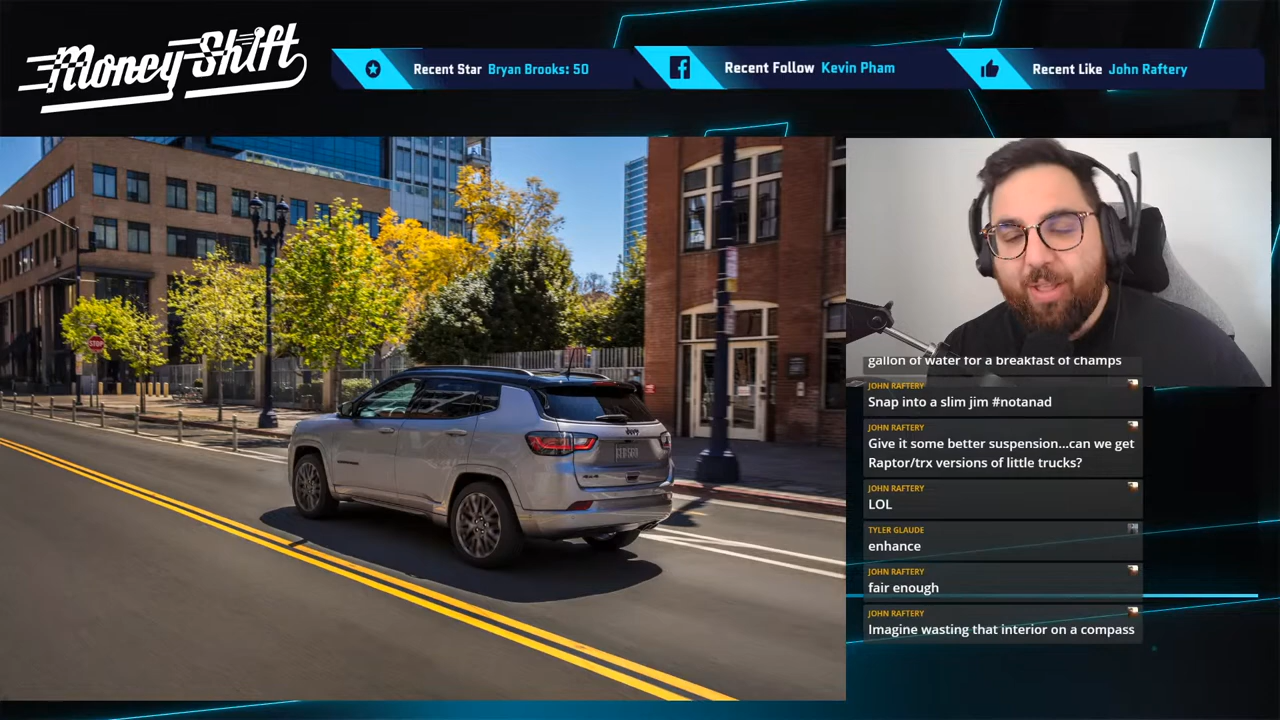 Money Shift
Recent Star Bryan Brooks: 50
Recent Follow Kevin Pham
Recent Like John Raftery
STOP
Jeep
gallon of water for a breakfast of champs
JOHN RAFTERY
Snap into a slim jim #notanad
JOHN RAFTERY
Give it some better suspension...can we get
Raptor/trx versions of little trucks?
JOHN RAFTERY
LOL
TYLER GLAUDE
enhance
JOHN RAFTERY
fair enough
JOHN RAFTERY
Imagine wasting that interior on a compass